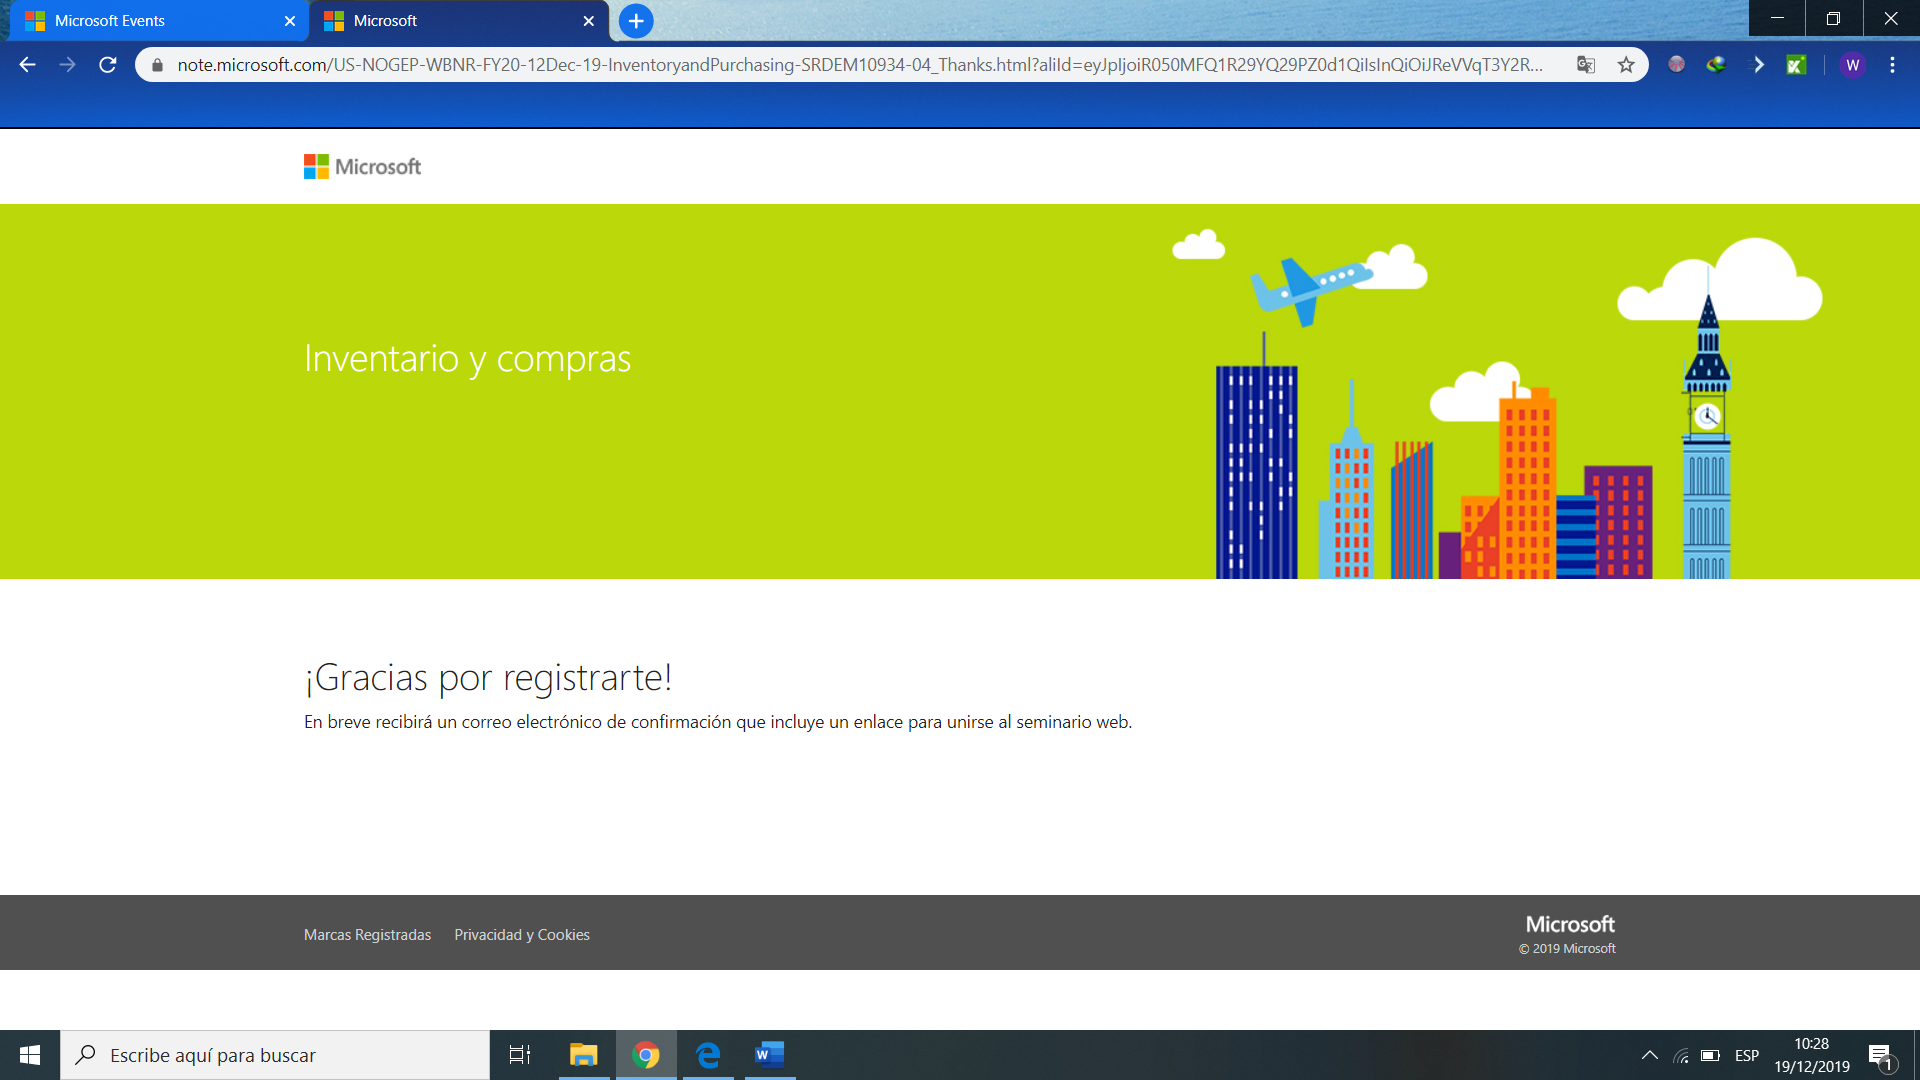 Microsoft Events
Microsoft
note.microsoft.com/US-NOGEP-WBNR-FY20-12Dec-19-InventoryandPurchasing-SRDEM10934-04_Thanks.html?aliId=eyJpIjoiR050MFQ1R29YQ29PZ0d1QiIsInQiOiJReVVqT3Y2R...
W
Microsoft
Inventario y compras
¡Gracias por registrarte!
En breve recibirá un correo electrónico de confirmación que incluye un enlace para unirse al seminario web.
Marcas Registradas Privacidad y Cookies
Microsoft
© 2019 Microsoft
Escribe aquí para buscar
ESP
10:28
19/12/2019
1